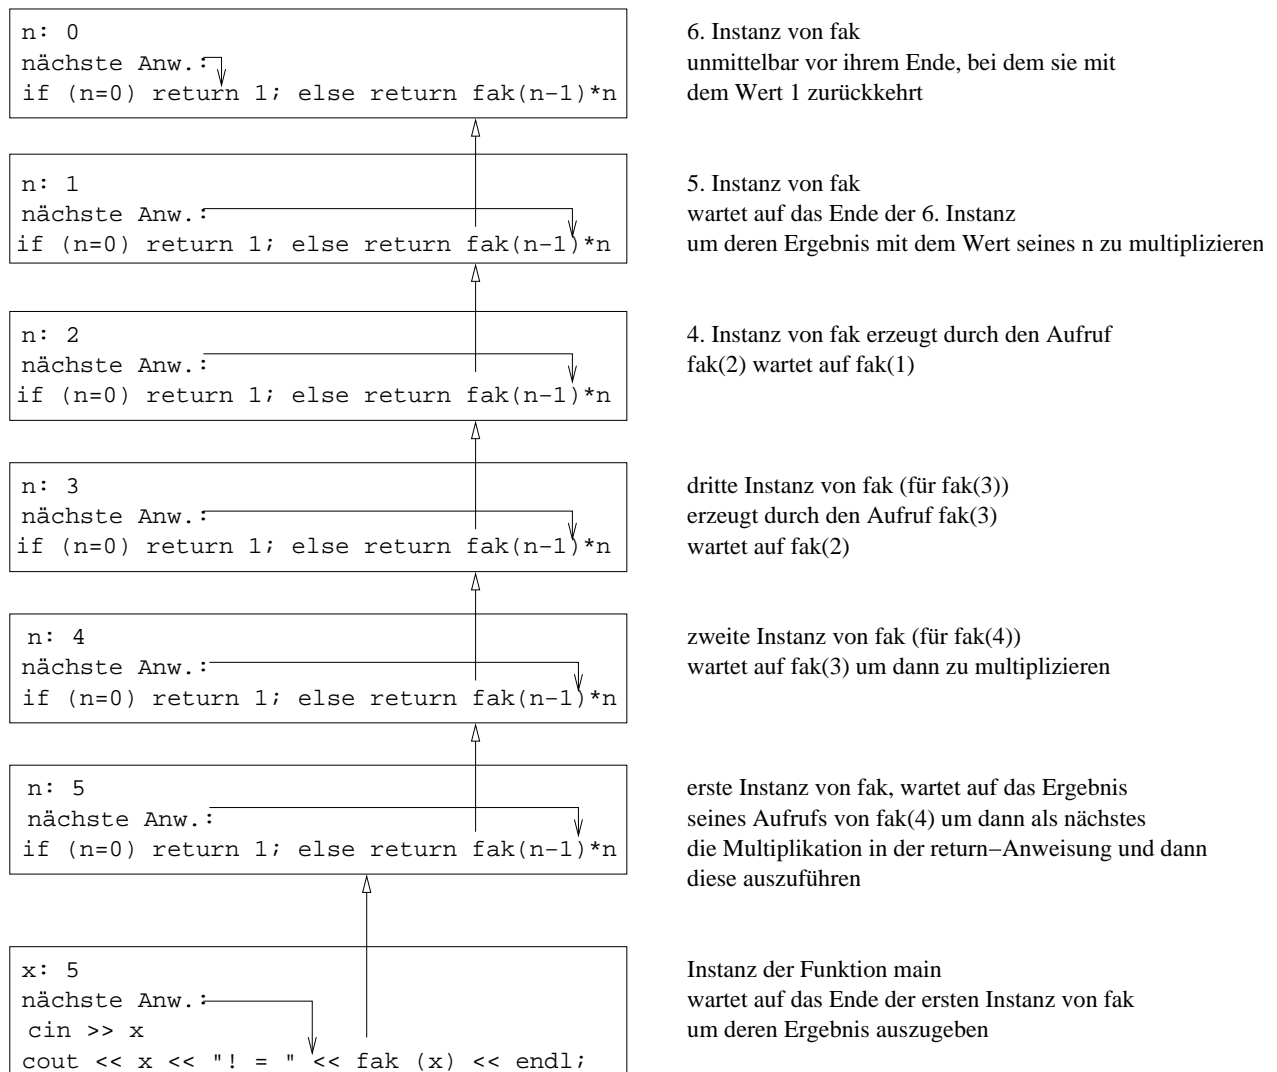 n: 0
nächste Anw.:
if (n=0) return 1; else return fak(n−1)*n
6. Instanz von fak
unmittelbar vor ihrem Ende, bei dem sie mit
dem Wert 1 zurückkehrt
n: 1
nächste Anw.:
if (n=0) return 1; else return fak(n−1)*n
5. Instanz von fak
wartet auf das Ende der 6. Instanz
um deren Ergebnis mit dem Wert seines n zu multiplizieren
n: 2
nächste Anw.:
if (n=0) return 1; else return fak(n−1)*n
4. Instanz von fak erzeugt durch den Aufruf
fak(2) wartet auf fak(1)
n: 3
nächste Anw.:
if (n=0) return 1; else return fak(n−1)*n
dritte Instanz von fak (für fak(3))
erzeugt durch den Aufruf fak(3)
wartet auf fak(2)
n: 4
nächste Anw.:
if (n=0) return 1; else return fak(n−1)*n
zweite Instanz von fak (für fak(4))
wartet auf fak(3) um dann zu multiplizieren
n: 5
nächste Anw.:
if (n=0) return 1; else return fak(n−1)*n
erste Instanz von fak, wartet auf das Ergebnis
seines Aufrufs von fak(4) um dann als nächstes
die Multiplikation in der return−Anweisung und dann
diese auszuführen
x: 5
nächste Anw.:
cin >> x
cout << x << "! = " << fak (x) << endl;
Instanz der Funktion main
wartet auf das Ende der ersten Instanz von fak
um deren Ergebnis auszugeben